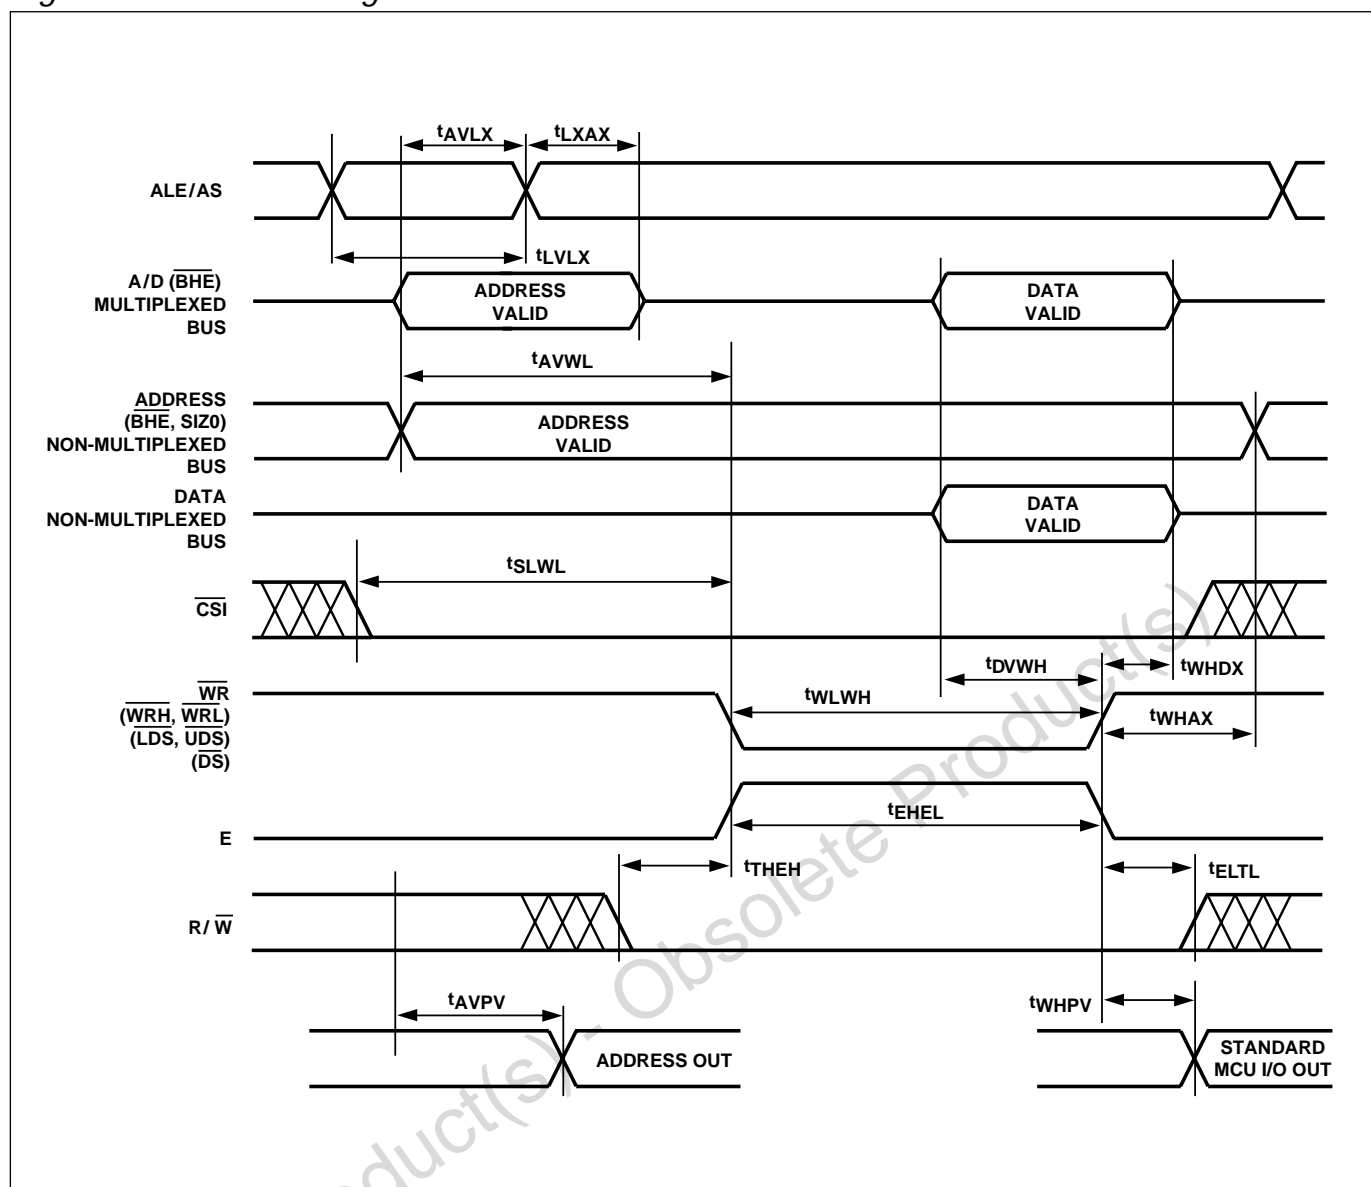 tAVLX tLXAX
ALE/AS
tLVLX
A/D (BHE)
MULTIPLEXED
BUS
ADDRESS
VALID
DATA
VALID
tAVWL
ADDRESS
(BHE, SIZ0)
NON-MULTIPLEXED
BUS
ADDRESS
VALID
DATA
NON-MULTIPLEXED
BUS
DATA
VALID
tSLWL
CSI
tDVWH tWHDX
WR
(WRH, WRL)
(LDS, UDS)
(DS)
tWLWH
tWHAX
E
tEHEL
tTHEH
tELTL
R/W
tAVPV
tWHPV
ADDRESS OUT
STANDARD
MCU I/O OUT
oduct(s) - Obsolete Product(s)